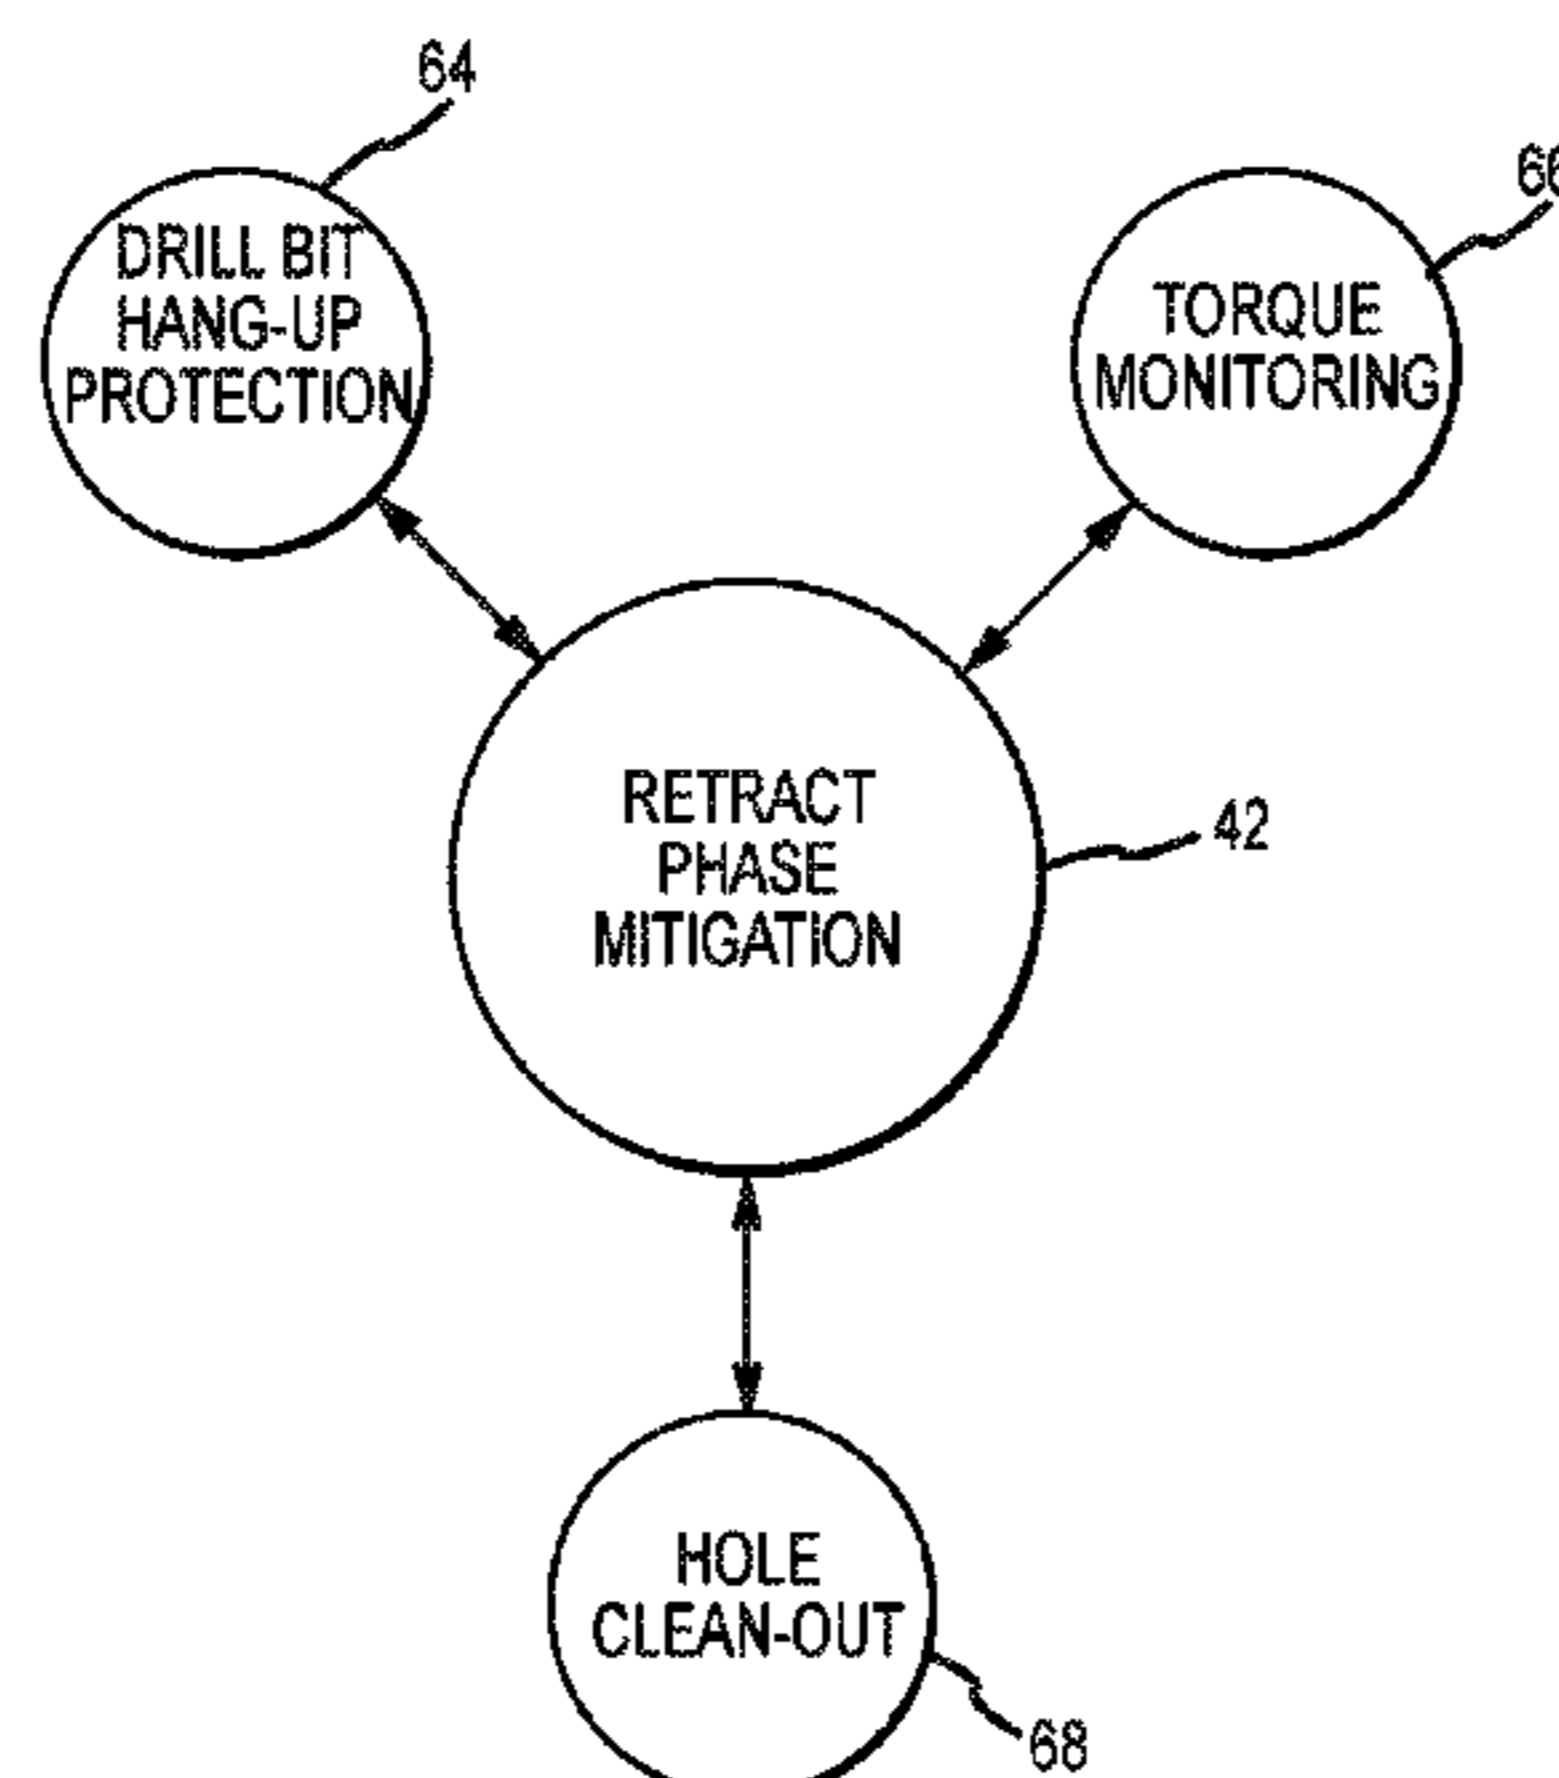 64
DRILL BIT
HANG-UP
PROTECTION
66
TORQUE
MONITORING
RETRACT
PHASE
MITIGATION
42
HOLE
CLEAN-OUT
68